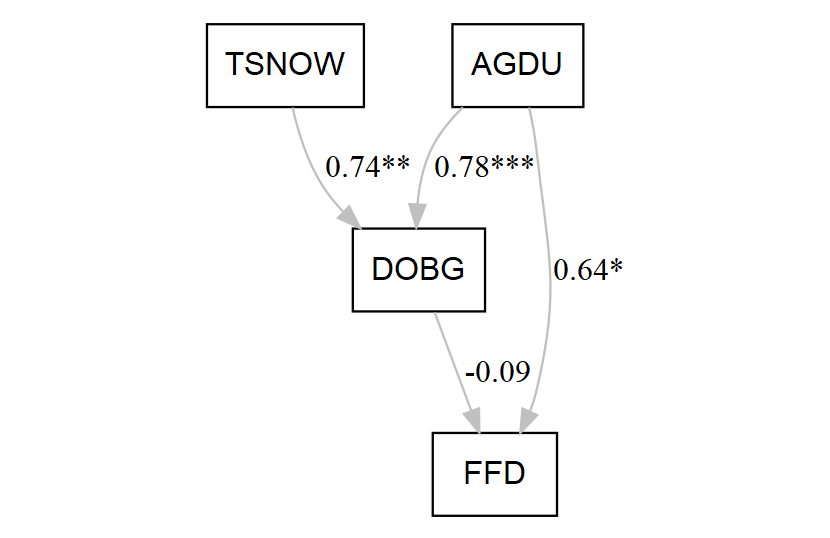 TSNOW
AGDU
0.74**
0.78***
DOBG
0.64*
-0.09
FFD